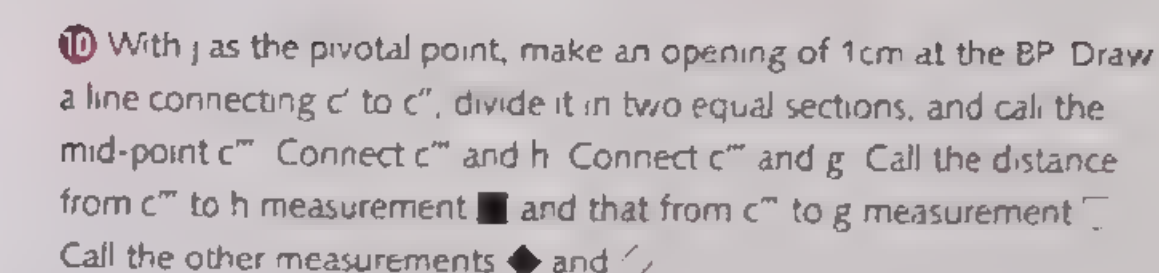 10 With j as the pivotal point, make an opening of 1cm at the BP Draw
a line connecting c' to c", divide it in two equal sections, and call the
mid-point c"' Connect c"' and h Connect c"' and g Call the distance
from c"' to h measurement ■ and that from c"' to g measurement □
Call the other measurements ◆ and ◇